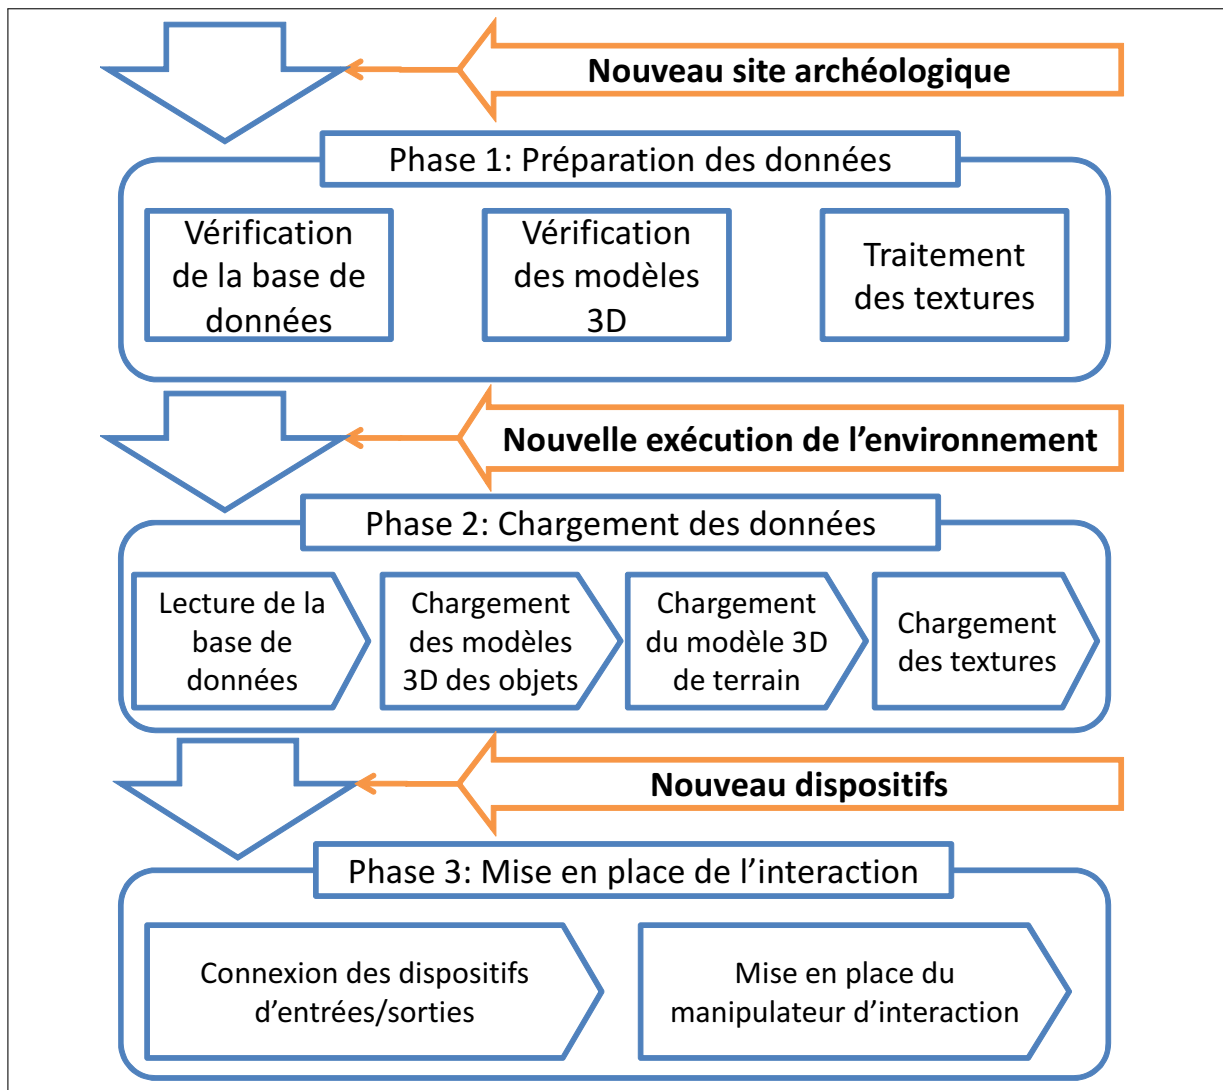 Nouveau site archéologique
Phase 1: Préparation des données
Vérification
de la base de
données
Vérification
des modèles
3D
Traitement
des textures
Nouvelle exécution de l’environnement
Phase 2: Chargement des données
Lecture de la
base de
données
Chargement
des modèles
3D des objets
Chargement
du modèle 3D
de terrain
Chargement
des textures
Nouveau dispositifs
Phase 3: Mise en place de l’interaction
Connexion des dispositifs
d’entrées/sorties
Mise en place du
manipulateur d’interaction